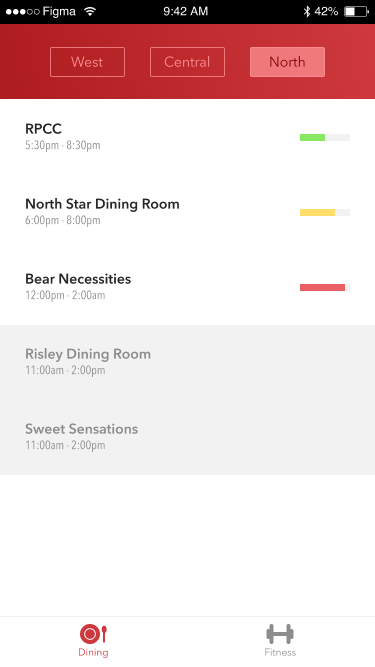 Figma 9:42 AM 42%
West Central North
RPCC
5:30pm - 8:30pm
North Star Dining Room
6:00pm - 8:00pm
Bear Necessities
12:00pm - 2:00am
Risley Dining Room
11:00am - 2:00pm
Sweet Sensations
11:00am - 2:00pm
Dining Fitness